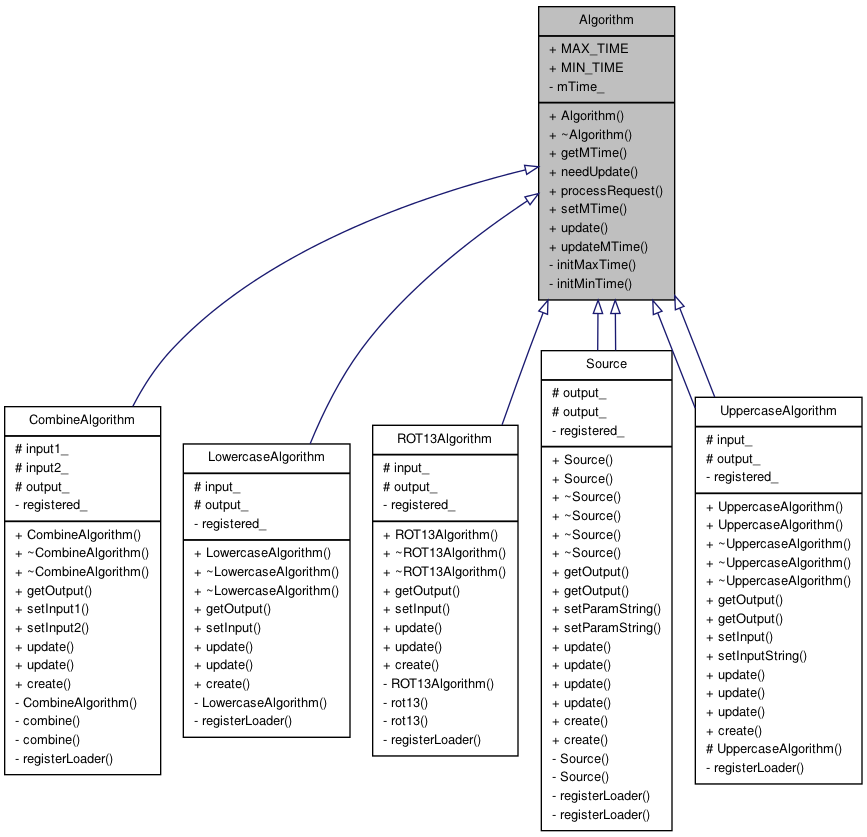 Algorithm
+ MAX_TIME
+ MIN_TIME
- mTime_
+ Algorithm()
+ ~Algorithm()
+ getMTime()
+ needUpdate()
+ processRequest()
+ setMTime()
+ update()
+ updateMTime()
- initMaxTime()
- initMinTime()
CombineAlgorithm
# input1_
# input2_
# output_
- registered_
+ CombineAlgorithm()
+ ~CombineAlgorithm()
+ ~CombineAlgorithm()
+ getOutput()
+ setInput1()
+ setInput2()
+ update()
+ update()
+ create()
- CombineAlgorithm()
- combine()
- combine()
- registerLoader()
LowercaseAlgorithm
# input_
# output_
- registered_
+ LowercaseAlgorithm()
+ ~LowercaseAlgorithm()
+ ~LowercaseAlgorithm()
+ getOutput()
+ setInput()
+ update()
+ update()
+ create()
- LowercaseAlgorithm()
- registerLoader()
ROT13Algorithm
# input_
# output_
- registered_
+ ROT13Algorithm()
+ ~ROT13Algorithm()
+ ~ROT13Algorithm()
+ getOutput()
+ setInput()
+ update()
+ update()
+ create()
- ROT13Algorithm()
- rot13()
- rot13()
- registerLoader()
Source
# output_
# output_
- registered_
+ Source()
+ Source()
+ ~Source()
+ ~Source()
+ ~Source()
+ ~Source()
+ getOutput()
+ getOutput()
+ setParamString()
+ setParamString()
+ update()
+ update()
+ update()
+ update()
+ create()
+ create()
- Source()
- Source()
- registerLoader()
- registerLoader()
UppercaseAlgorithm
# input_
# output_
- registered_
+ UppercaseAlgorithm()
+ UppercaseAlgorithm()
+ ~UppercaseAlgorithm()
+ ~UppercaseAlgorithm()
+ ~UppercaseAlgorithm()
+ getOutput()
+ getOutput()
+ setInput()
+ setInputString()
+ update()
+ update()
+ update()
+ create()
# UppercaseAlgorithm()
- registerLoader()